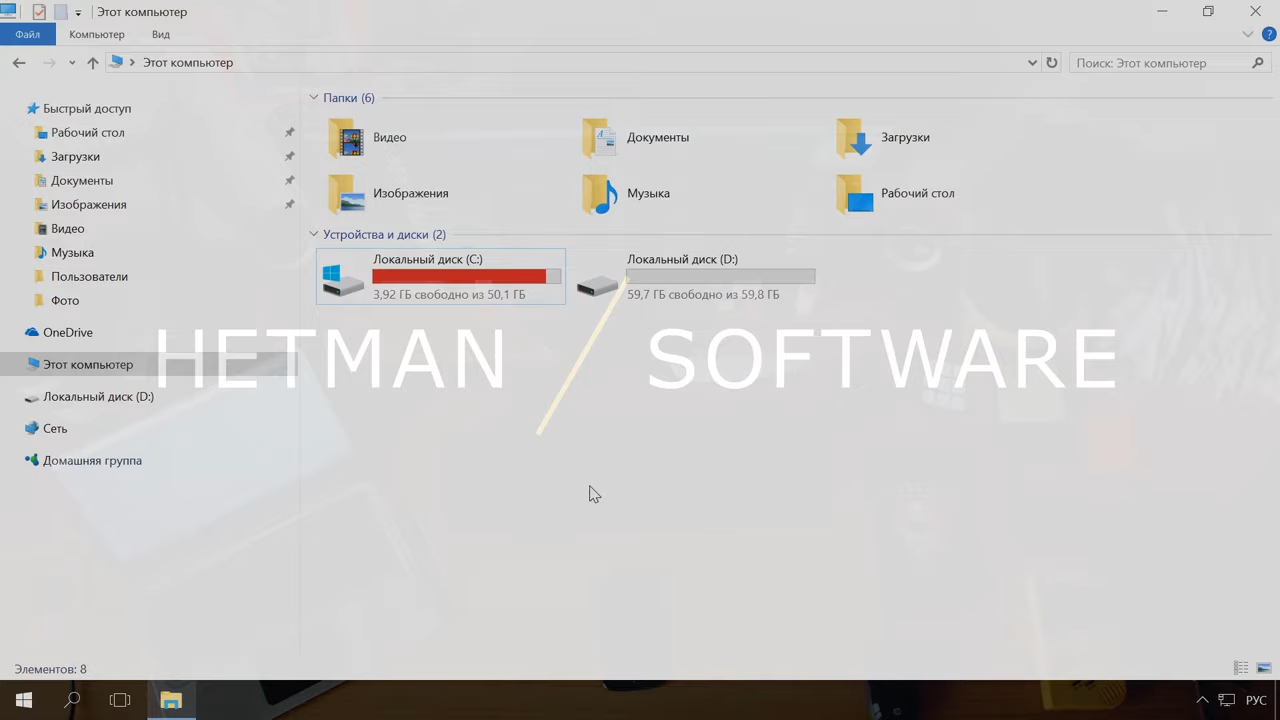 Этот компьютер
Файл
Компьютер
Вид
Этот компьютер
Поиск: Этот компьютер
Быстрый доступ
Рабочий стол
Загрузки
Документы
Изображения
Видео
Музыка
Пользователи
Фото
OneDrive
Этот компьютер
Локальный диск (D:)
Сеть
Домашняя группа
Папки (6)
Видео
Документы
Загрузки
Изображения
Музыка
Рабочий стол
Устройства и диски (2)
Локальный диск (C:)
3,92 ГБ свободно из 50,1 ГБ
Локальный диск (D:)
59,7 ГБ свободно из 59,8 ГБ
HETMAN SOFTWARE
Элементов: 8
РУС